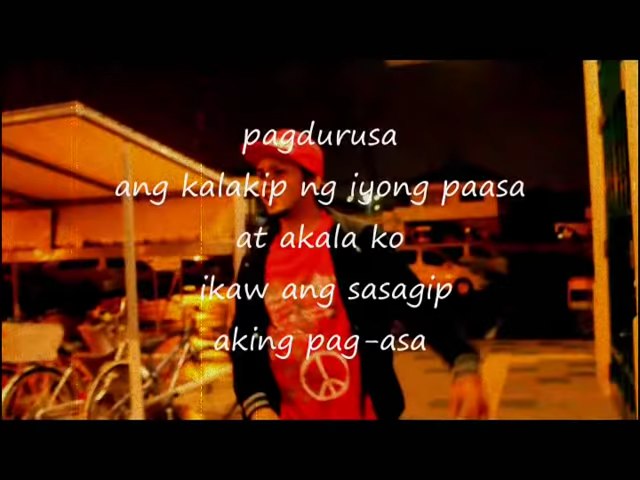 pagdurusa
ang kalakip ng iyong paasa
at akala ko
ikaw ang sasagip
aking pag-asa